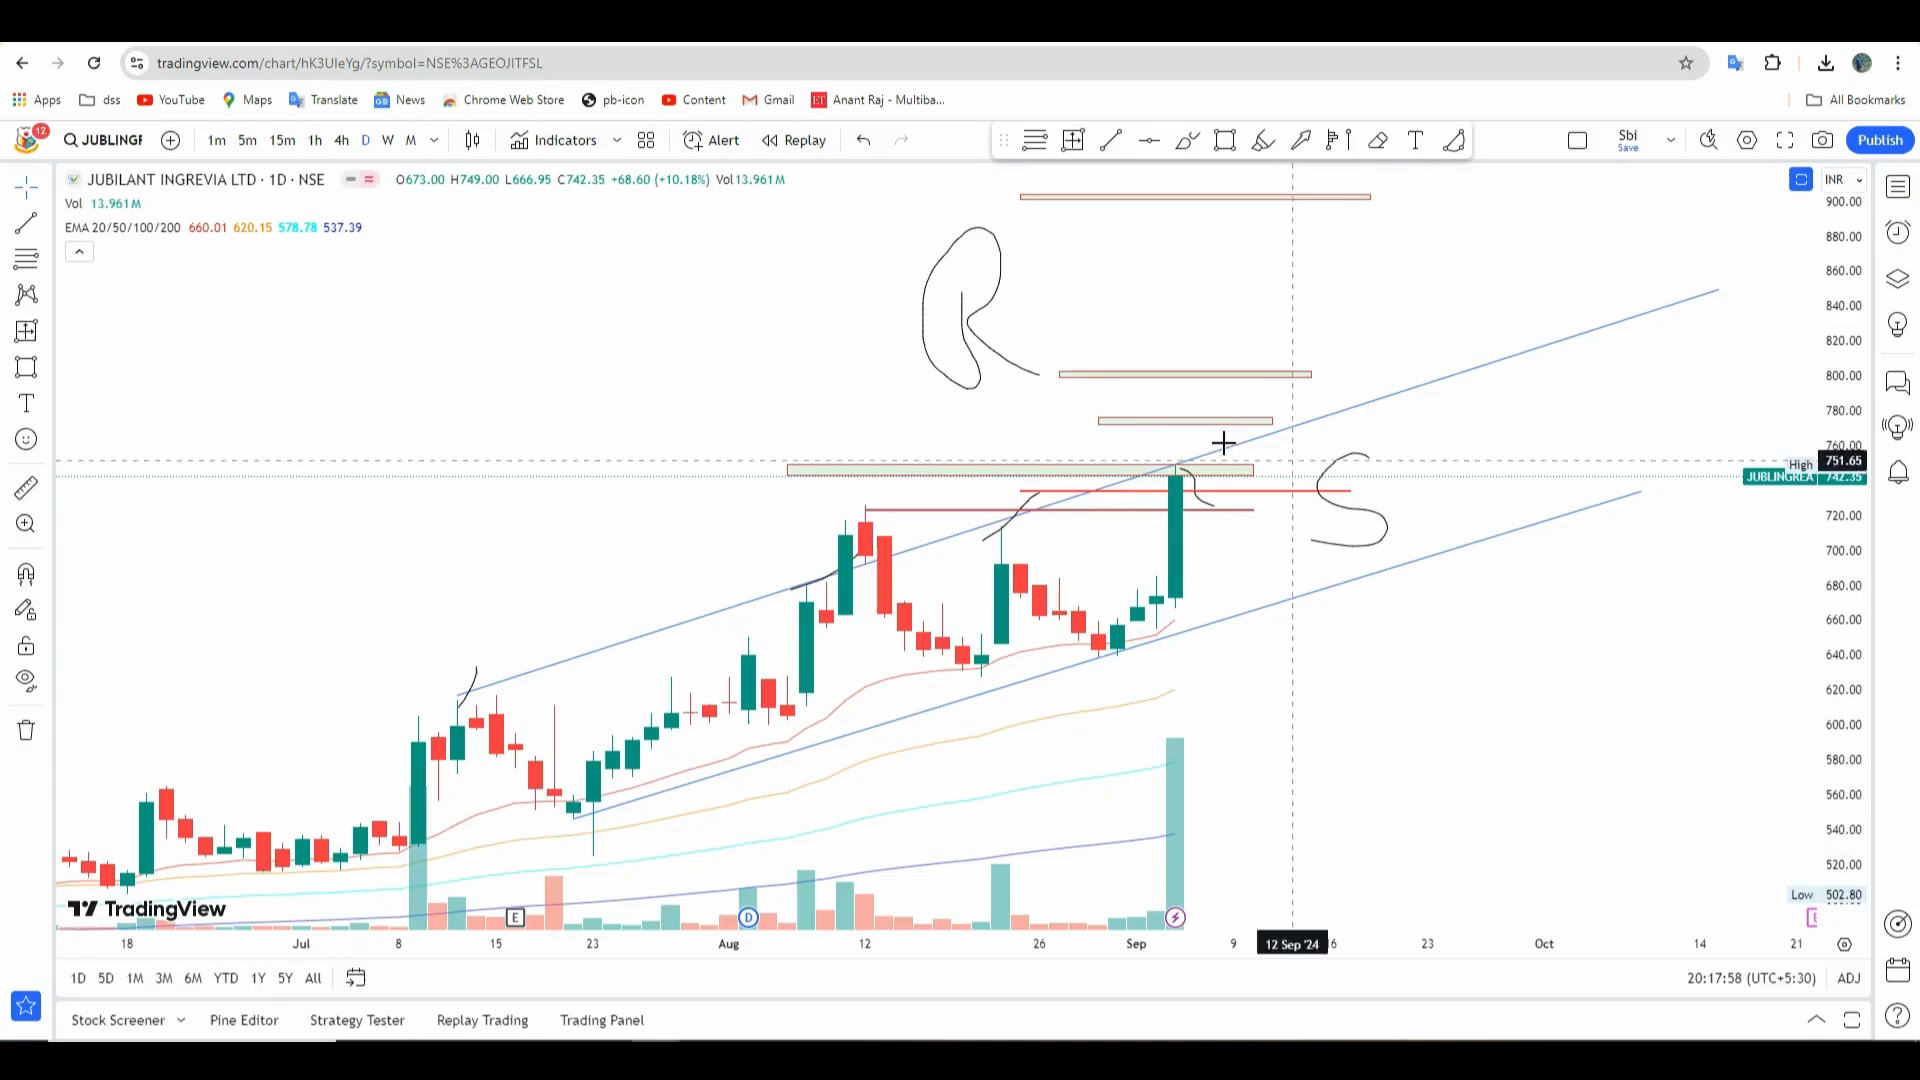 tradingview.com/chart/hK3UIeYg/?symbol=NSE%3AGEOJITFSL
Apps dss YouTube Maps Translate News Chrome Web Store pb-icon Content Gmail Anant Raj - Multiba... All Bookmarks
12 JUBLINGF 1m 5m 15m 1h 4h D W M Indicators Alert Replay Sbi Save Publish
JUBILANT INGREVIA LTD · 1D · NSE O673.00 H749.00 L666.95 C742.35 +68.60 (+10.18%) Vol13.961M INR
Vol 13.961M
900.00
EMA 20/50/100/200 660.01 620.15 578.78 537.39
880.00
860.00
840.00
820.00
R
800.00
780.00
760.00
High 751.65
JUBLINGREA 742.35
S
720.00
700.00
680.00
660.00
640.00
620.00
600.00
580.00
560.00
540.00
520.00
Low 502.80
TradingView
E D
18 Jul 8 15 23 Aug 12 26 Sep 9 12 Sep '24 6 23 Oct 14 21
1D 5D 1M 3M 6M YTD 1Y 5Y All 20:17:58 (UTC+5:30) ADJ
Stock Screener Pine Editor Strategy Tester Replay Trading Trading Panel